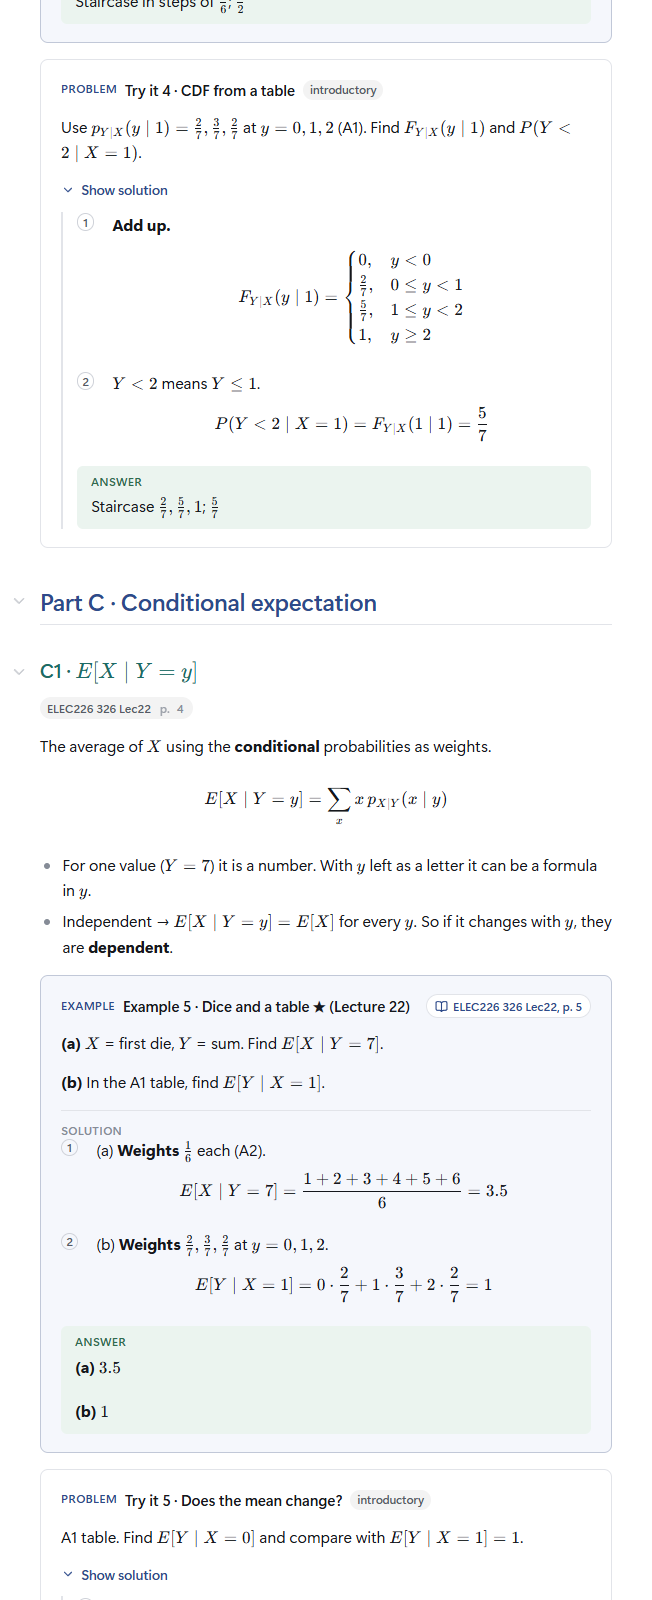 Staircase in steps of 1/6; 1/2
PROBLEM Try it 4 · CDF from a table introductory
Use p_{Y|X}(y | 1) = 2/7, 3/7, 2/7 at y = 0, 1, 2 (A1). Find F_{Y|X}(y | 1) and P(Y <
2 | X = 1).
Show solution
1 Add up.
F_{Y|X}(y | 1) = { 0, y < 0
2/7, 0 ≤ y < 1
5/7, 1 ≤ y < 2
1, y ≥ 2
2 Y < 2 means Y ≤ 1.
P(Y < 2 | X = 1) = F_{Y|X}(1 | 1) = 5/7
ANSWER
Staircase 2/7, 5/7, 1; 5/7
Part C · Conditional expectation
C1 · E[X | Y = y]
ELEC226 326 Lec22 p. 4
The average of X using the conditional probabilities as weights.
E[X | Y = y] = ∑_x x p_{X|Y}(x | y)
• For one value (Y = 7) it is a number. With y left as a letter it can be a formula
in y.
• Independent → E[X | Y = y] = E[X] for every y. So if it changes with y, they
are dependent.
EXAMPLE Example 5 · Dice and a table ★ (Lecture 22) ELEC226 326 Lec22, p. 5
(a) X = first die, Y = sum. Find E[X | Y = 7].
(b) In the A1 table, find E[Y | X = 1].
SOLUTION
1 (a) Weights 1/6 each (A2).
E[X | Y = 7] = (1 + 2 + 3 + 4 + 5 + 6)/6 = 3.5
2 (b) Weights 2/7, 3/7, 2/7 at y = 0, 1, 2.
E[Y | X = 1] = 0 · 2/7 + 1 · 3/7 + 2 · 2/7 = 1
ANSWER
(a) 3.5
(b) 1
PROBLEM Try it 5 · Does the mean change? introductory
A1 table. Find E[Y | X = 0] and compare with E[Y | X = 1] = 1.
Show solution